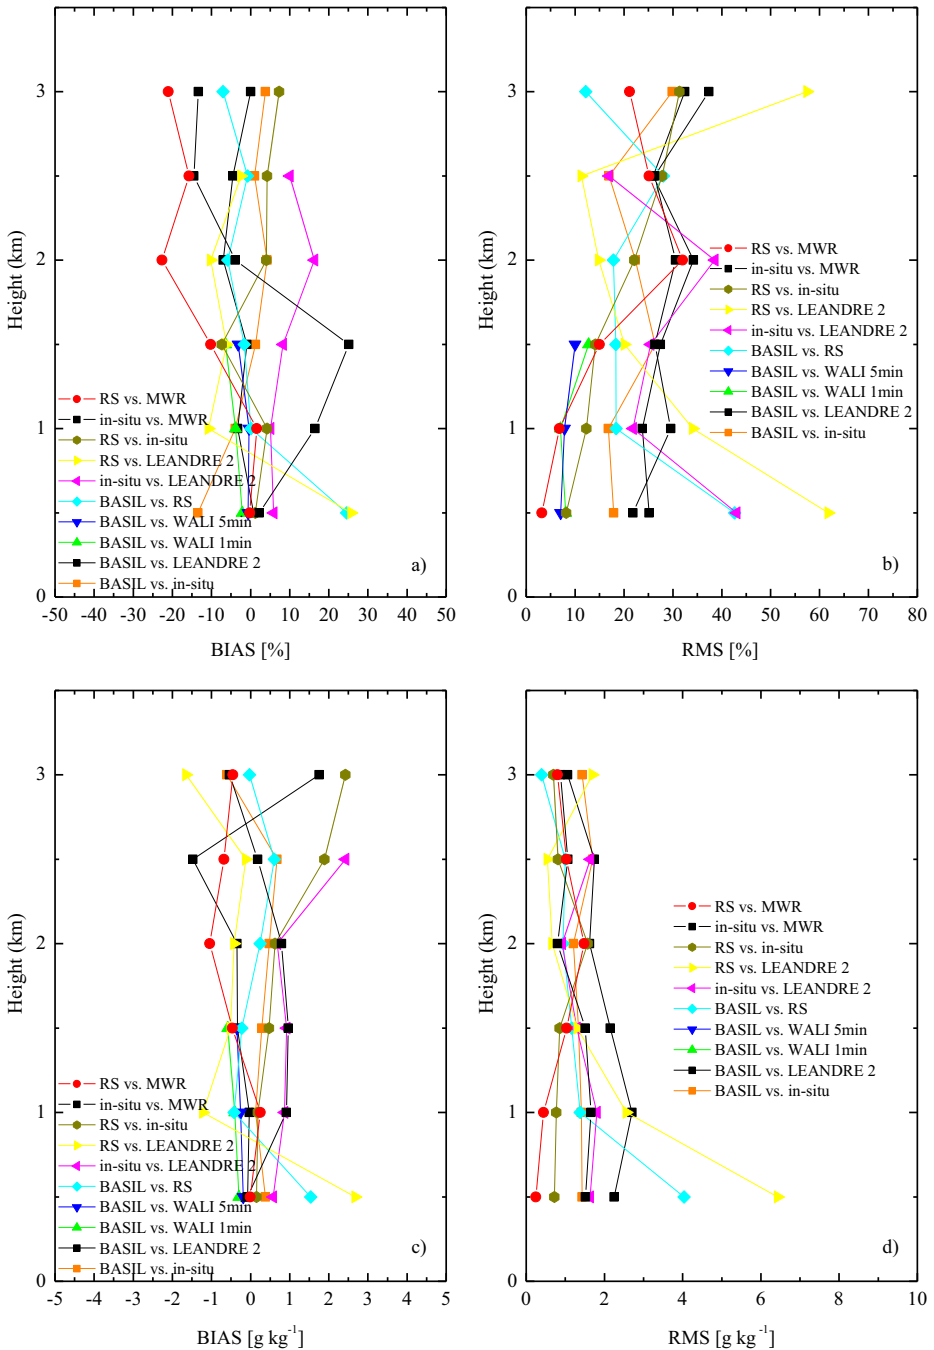 3
2
1
0
Height (km)
RS vs. MWR
in-situ vs. MWR
RS vs. in-situ
RS vs. LEANDRE 2
in-situ vs. LEANDRE 2
BASIL vs. RS
BASIL vs. WALI 5min
BASIL vs. WALI 1min
BASIL vs. LEANDRE 2
BASIL vs. in-situ
a)
-50 -40 -30 -20 -10 0 10 20 30 40 50
BIAS [%]
3
2
1
0
Height (km)
RS vs. MWR
in-situ vs. MWR
RS vs. in-situ
RS vs. LEANDRE 2
in-situ vs. LEANDRE 2
BASIL vs. RS
BASIL vs. WALI 5min
BASIL vs. WALI 1min
BASIL vs. LEANDRE 2
BASIL vs. in-situ
b)
0 10 20 30 40 50 60 70 80
RMS [%]
3
2
1
0
Height (km)
RS vs. MWR
in-situ vs. MWR
RS vs. in-situ
RS vs. LEANDRE 2
in-situ vs. LEANDRE 2
BASIL vs. RS
BASIL vs. WALI 5min
BASIL vs. WALI 1min
BASIL vs. LEANDRE 2
BASIL vs. in-situ
c)
-5 -4 -3 -2 -1 0 1 2 3 4 5
BIAS [g kg⁻¹]
3
2
1
0
Height (km)
RS vs. MWR
in-situ vs. MWR
RS vs. in-situ
RS vs. LEANDRE 2
in-situ vs. LEANDRE 2
BASIL vs. RS
BASIL vs. WALI 5min
BASIL vs. WALI 1min
BASIL vs. LEANDRE 2
BASIL vs. in-situ
d)
0 2 4 6 8 10
RMS [g kg⁻¹]